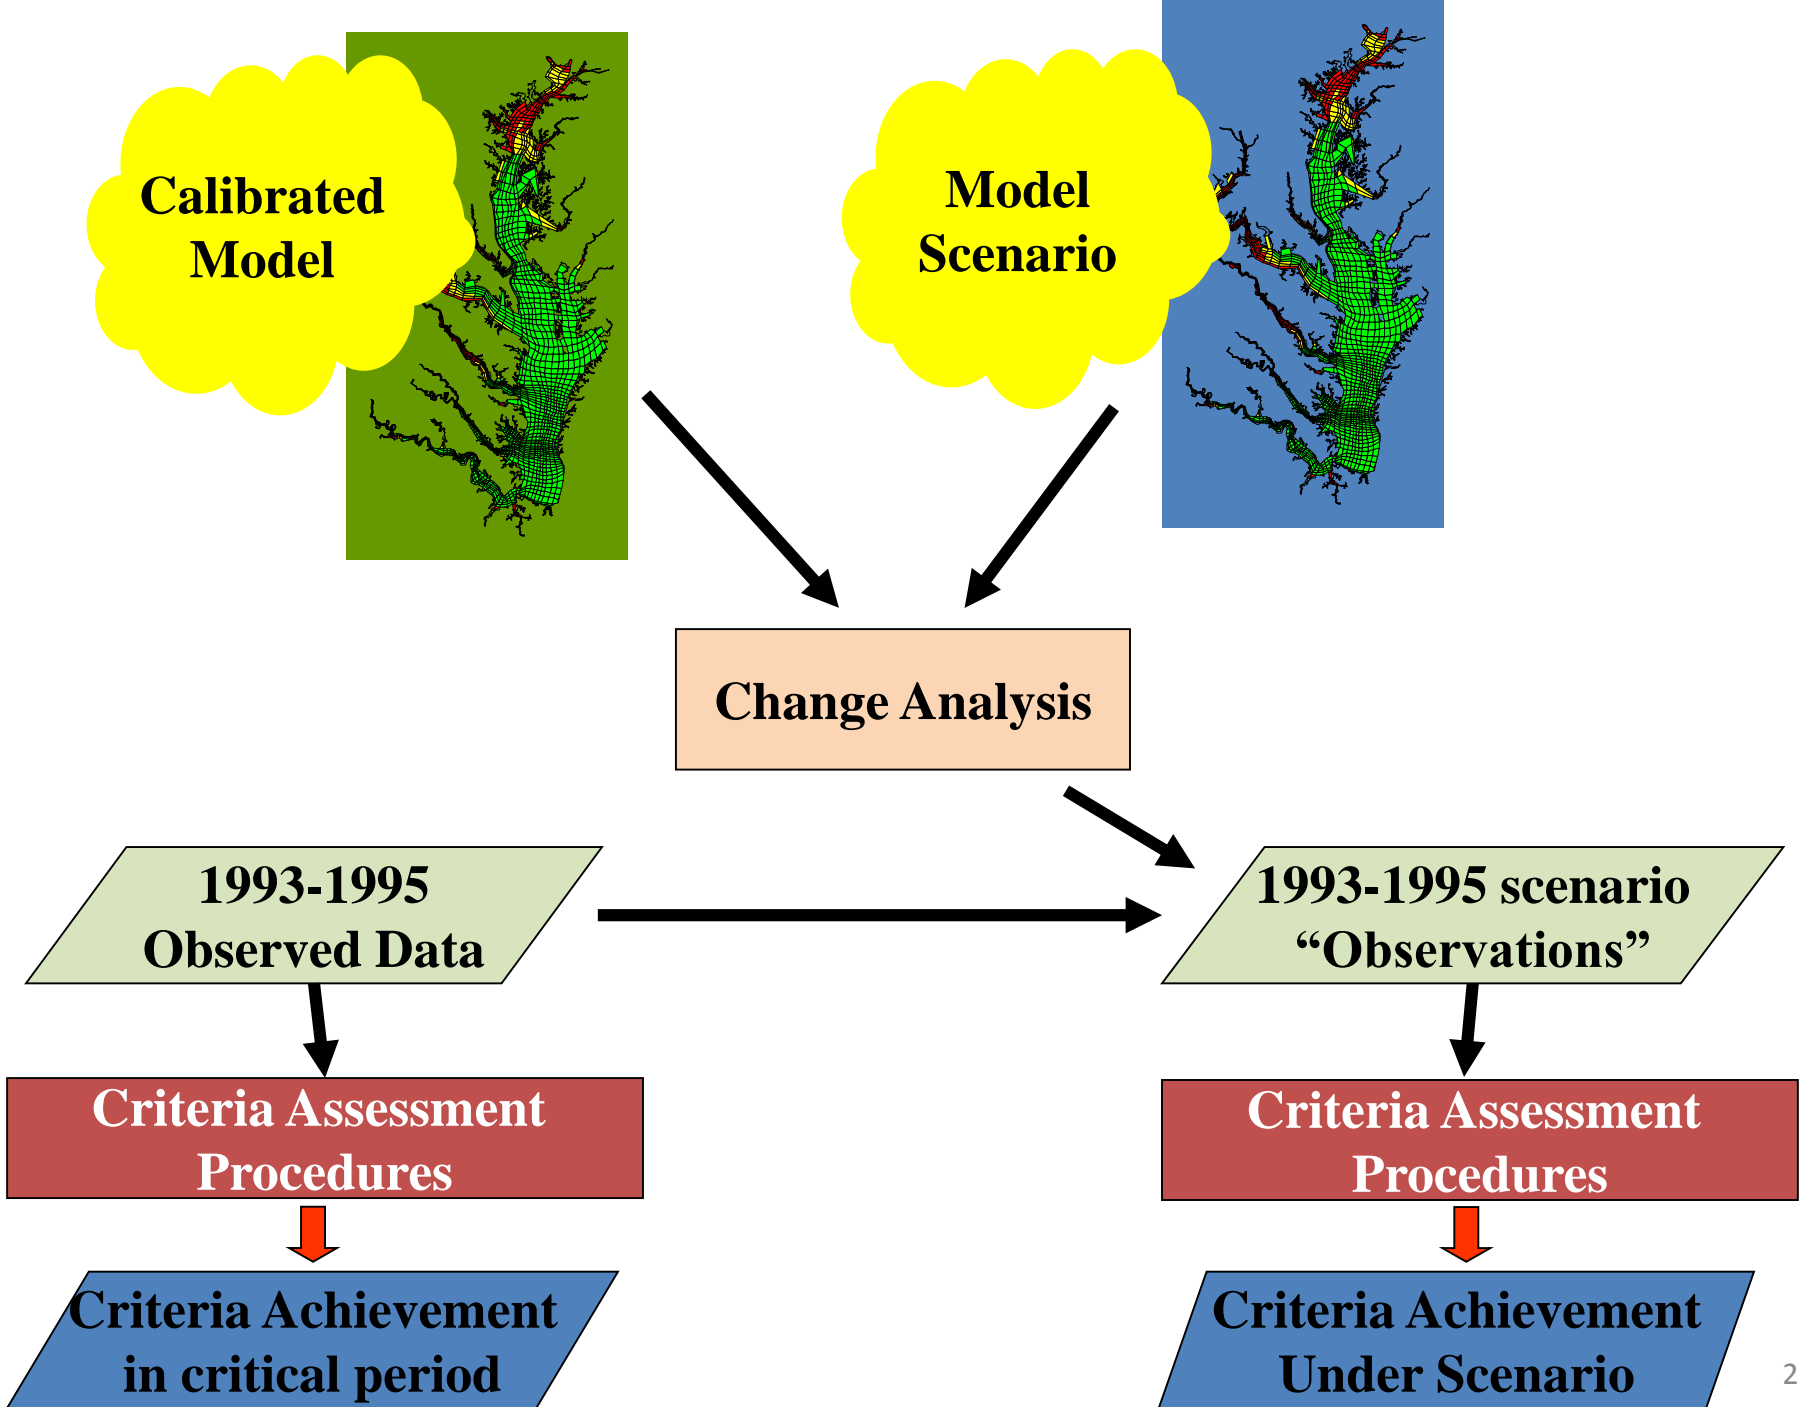 Calibrated
Model
Model
Scenario
Change Analysis
1993-1995
Observed Data
1993-1995 scenario
“Observations”
Criteria Assessment
Procedures
Criteria Assessment
Procedures
Criteria Achievement
in critical period
Criteria Achievement
Under Scenario
2